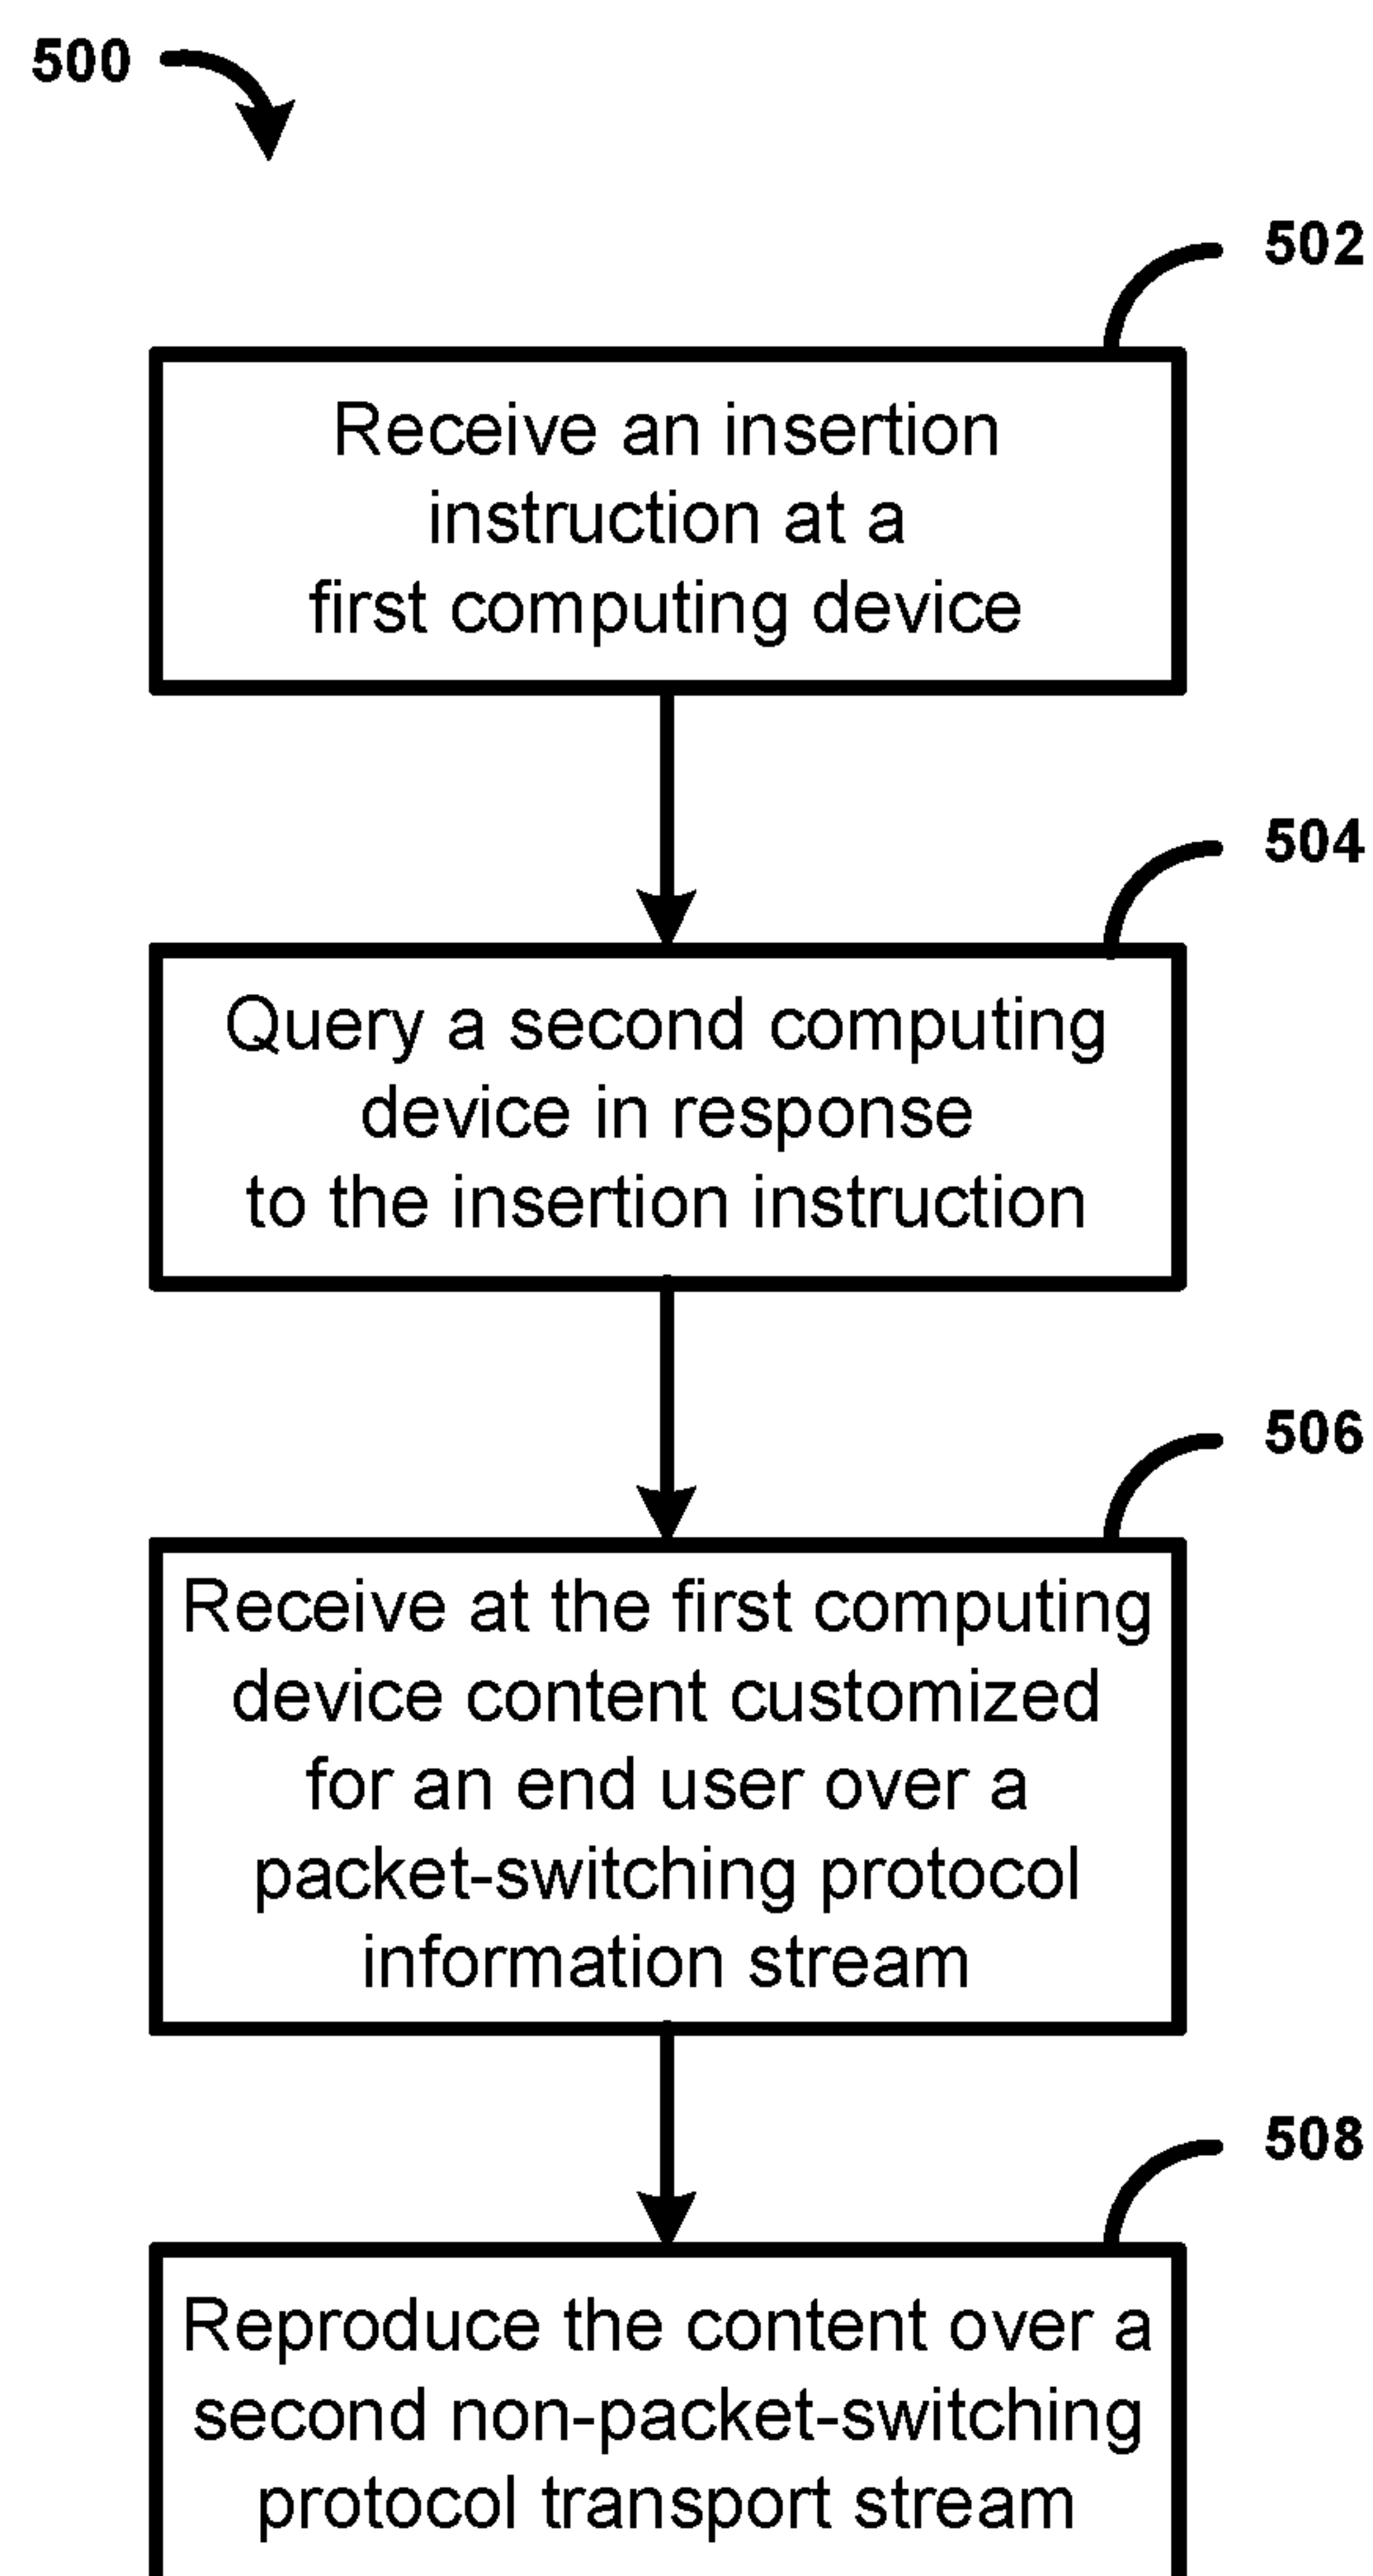 500
502
Receive an insertion
instruction at a
first computing device
504
Query a second computing
device in response
to the insertion instruction
506
Receive at the first computing
device content customized
for an end user over a
packet-switching protocol
information stream
508
Reproduce the content over a
second non-packet-switching
protocol transport stream